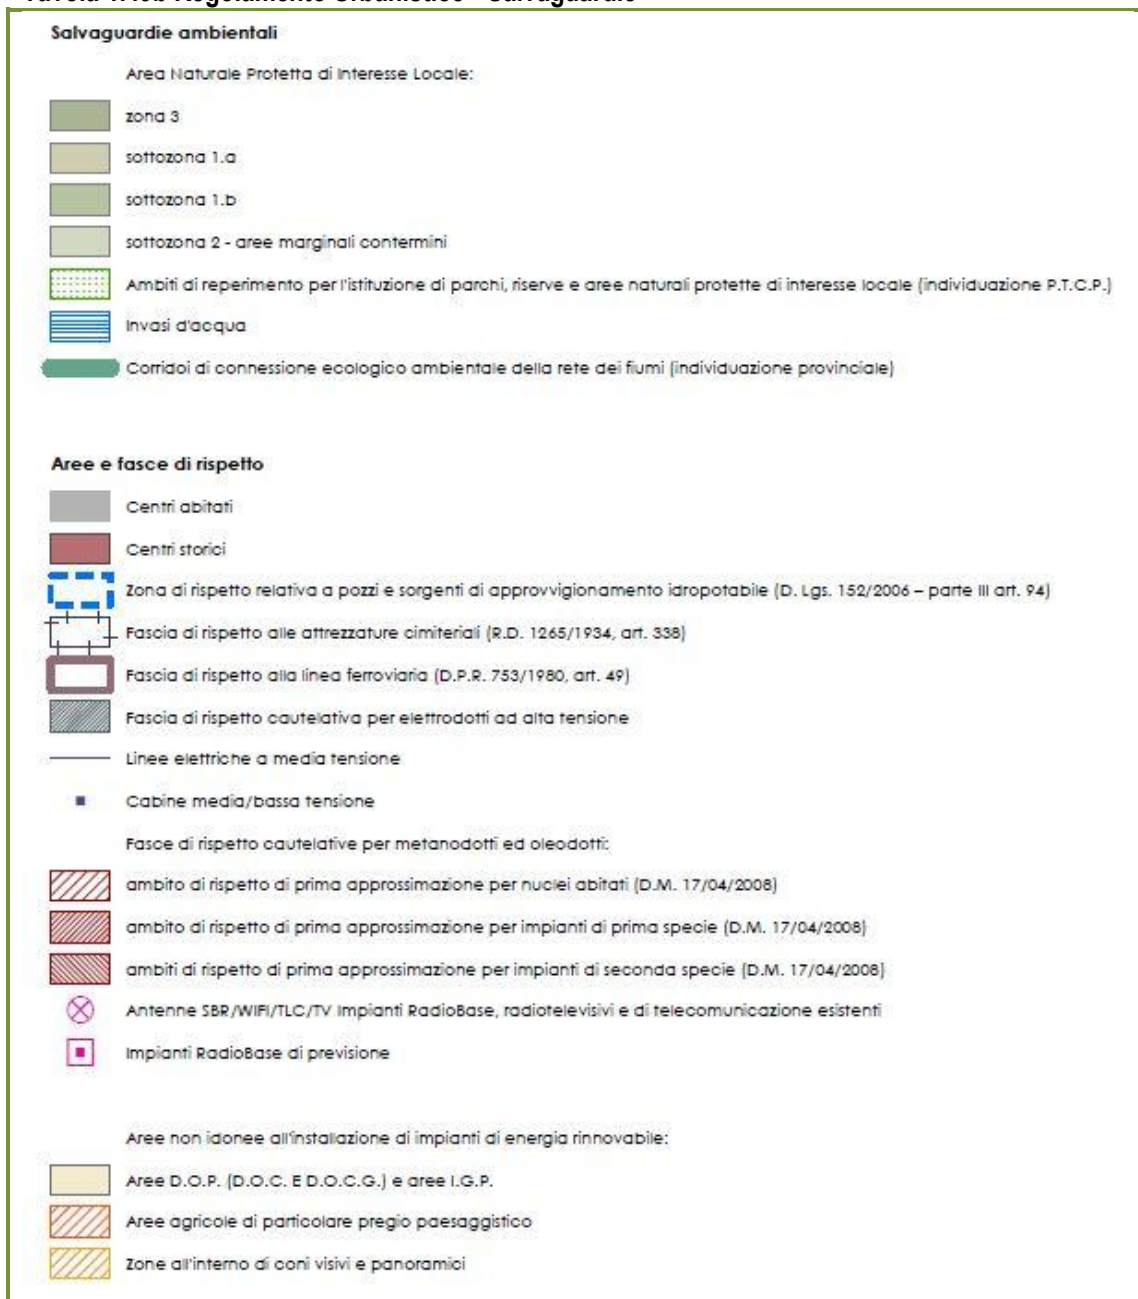 Salvaguardie ambientali
Area Naturale Protetta di Interesse Locale:
zona 3
sottozona 1.a
sottozona 1.b
sottozona 2 - aree marginali contermini
Ambiti di reperimento per l'istituzione di parchi, riserve e aree naturali protette di interesse locale (individuazione P.T.C.P.)
Invasi d'acqua
Corridoi di connessione ecologico ambientale della rete dei fiumi (individuazione provinciale)
Aree e fasce di rispetto
Centri abitati
Centri storici
Zona di rispetto relativa a pozzi e sorgenti di approvvigionamento idropotabile (D. Lgs. 152/2006 – parte III art. 94)
Fascia di rispetto alle attrezzature cimiteriali (R.D. 1265/1934, art. 338)
Fascia di rispetto alla linea ferroviaria (D.P.R. 753/1980, art. 49)
Fascia di rispetto cautelativa per elettrodotti ad alta tensione
Linee elettriche a media tensione
Cabine media/bassa tensione
Fasce di rispetto cautelative per metanodotti ed oleodotti:
ambito di rispetto di prima approssimazione per nuclei abitati (D.M. 17/04/2008)
ambito di rispetto di prima approssimazione per impianti di prima specie (D.M. 17/04/2008)
ambiti di rispetto di prima approssimazione per impianti di seconda specie (D.M. 17/04/2008)
Antenne SBR/WIFI/TLC/TV Impianti RadioBase, radiotelevisivi e di telecomunicazione esistenti
Impianti RadioBase di previsione
Aree non idonee all'installazione di impianti di energia rinnovabile:
Aree D.O.P. (D.O.C. E D.O.C.G.) e aree I.G.P.
Aree agricole di particolare pregio paesaggistico
Zone all'interno di coni visivi e panoramici